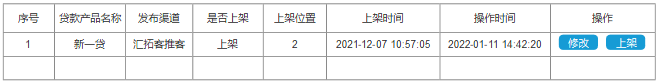 序号 贷款产品名称 发布渠道 是否上架 上架位置 上架时间 操作时间 操作
1 新一贷 汇拓客推客 上架 2 2021-12-07 10:57:05 2022-01-11 14:42:20 修改 上架